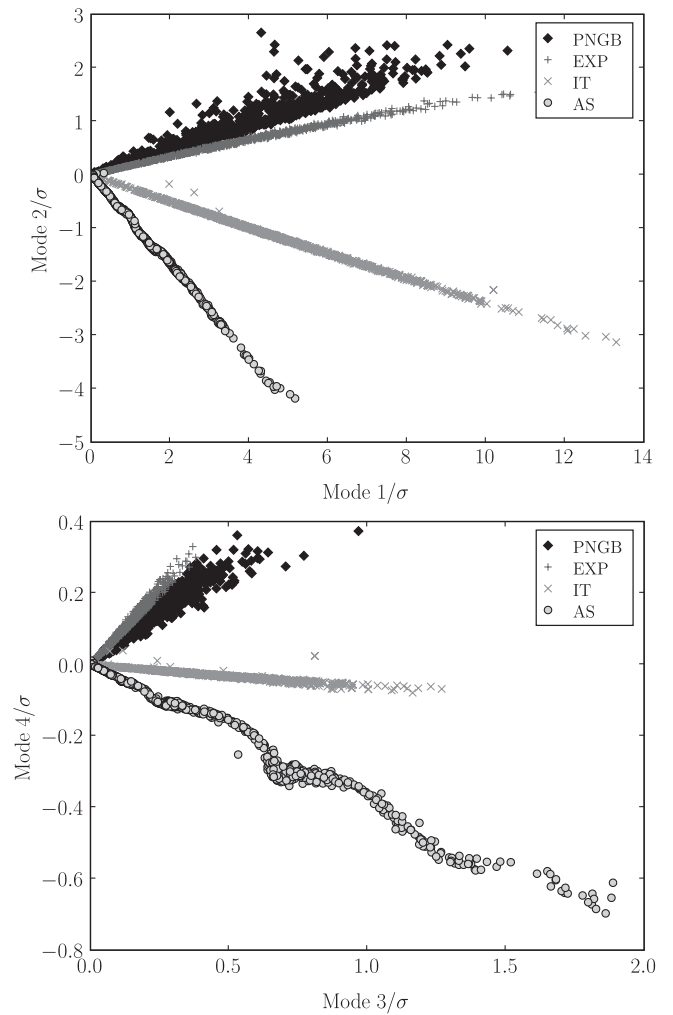 3
2
1
0
−1
−2
−3
−4
−5
Mode 2/σ
PNGB
EXP
IT
AS
0 2 4 6 8 10 12 14
Mode 1/σ
0.4
0.2
0.0
−0.2
−0.4
−0.6
−0.8
Mode 4/σ
PNGB
EXP
IT
AS
0.0 0.5 1.0 1.5 2.0
Mode 3/σ